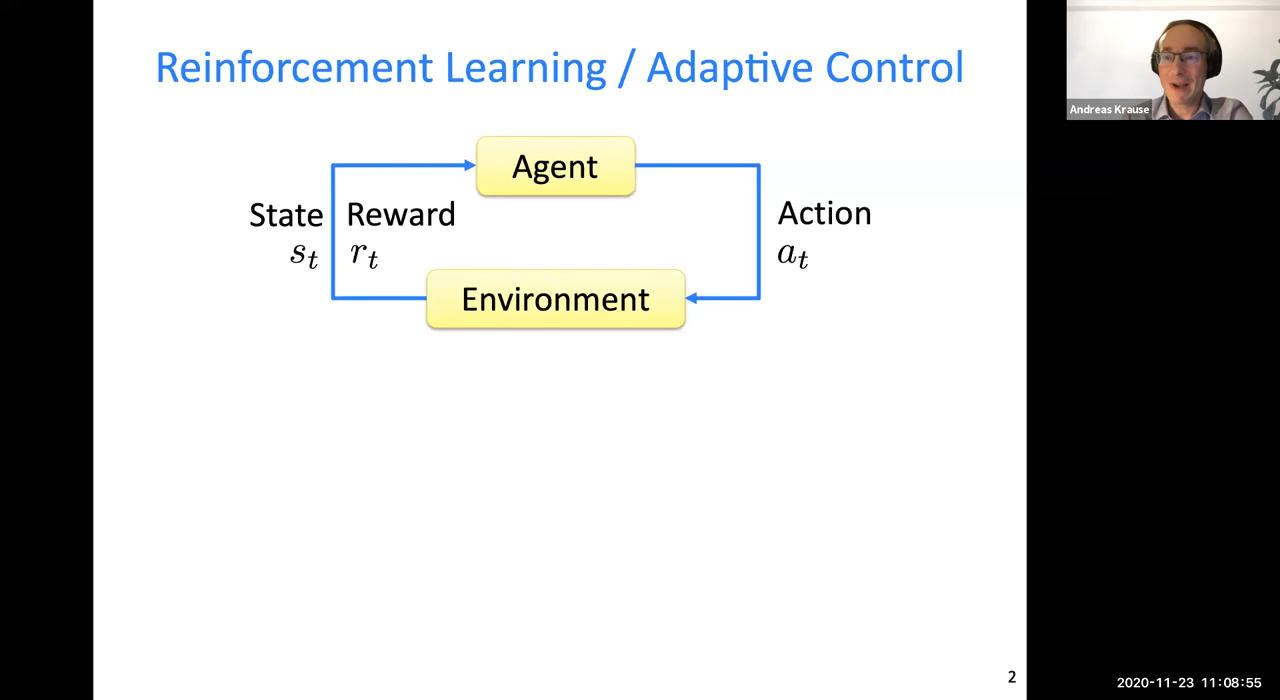 Reinforcement Learning / Adaptive Control
Andreas Krause
Agent
State Reward Action
s_t r_t a_t
Environment
2
2020-11-23 11:08:55